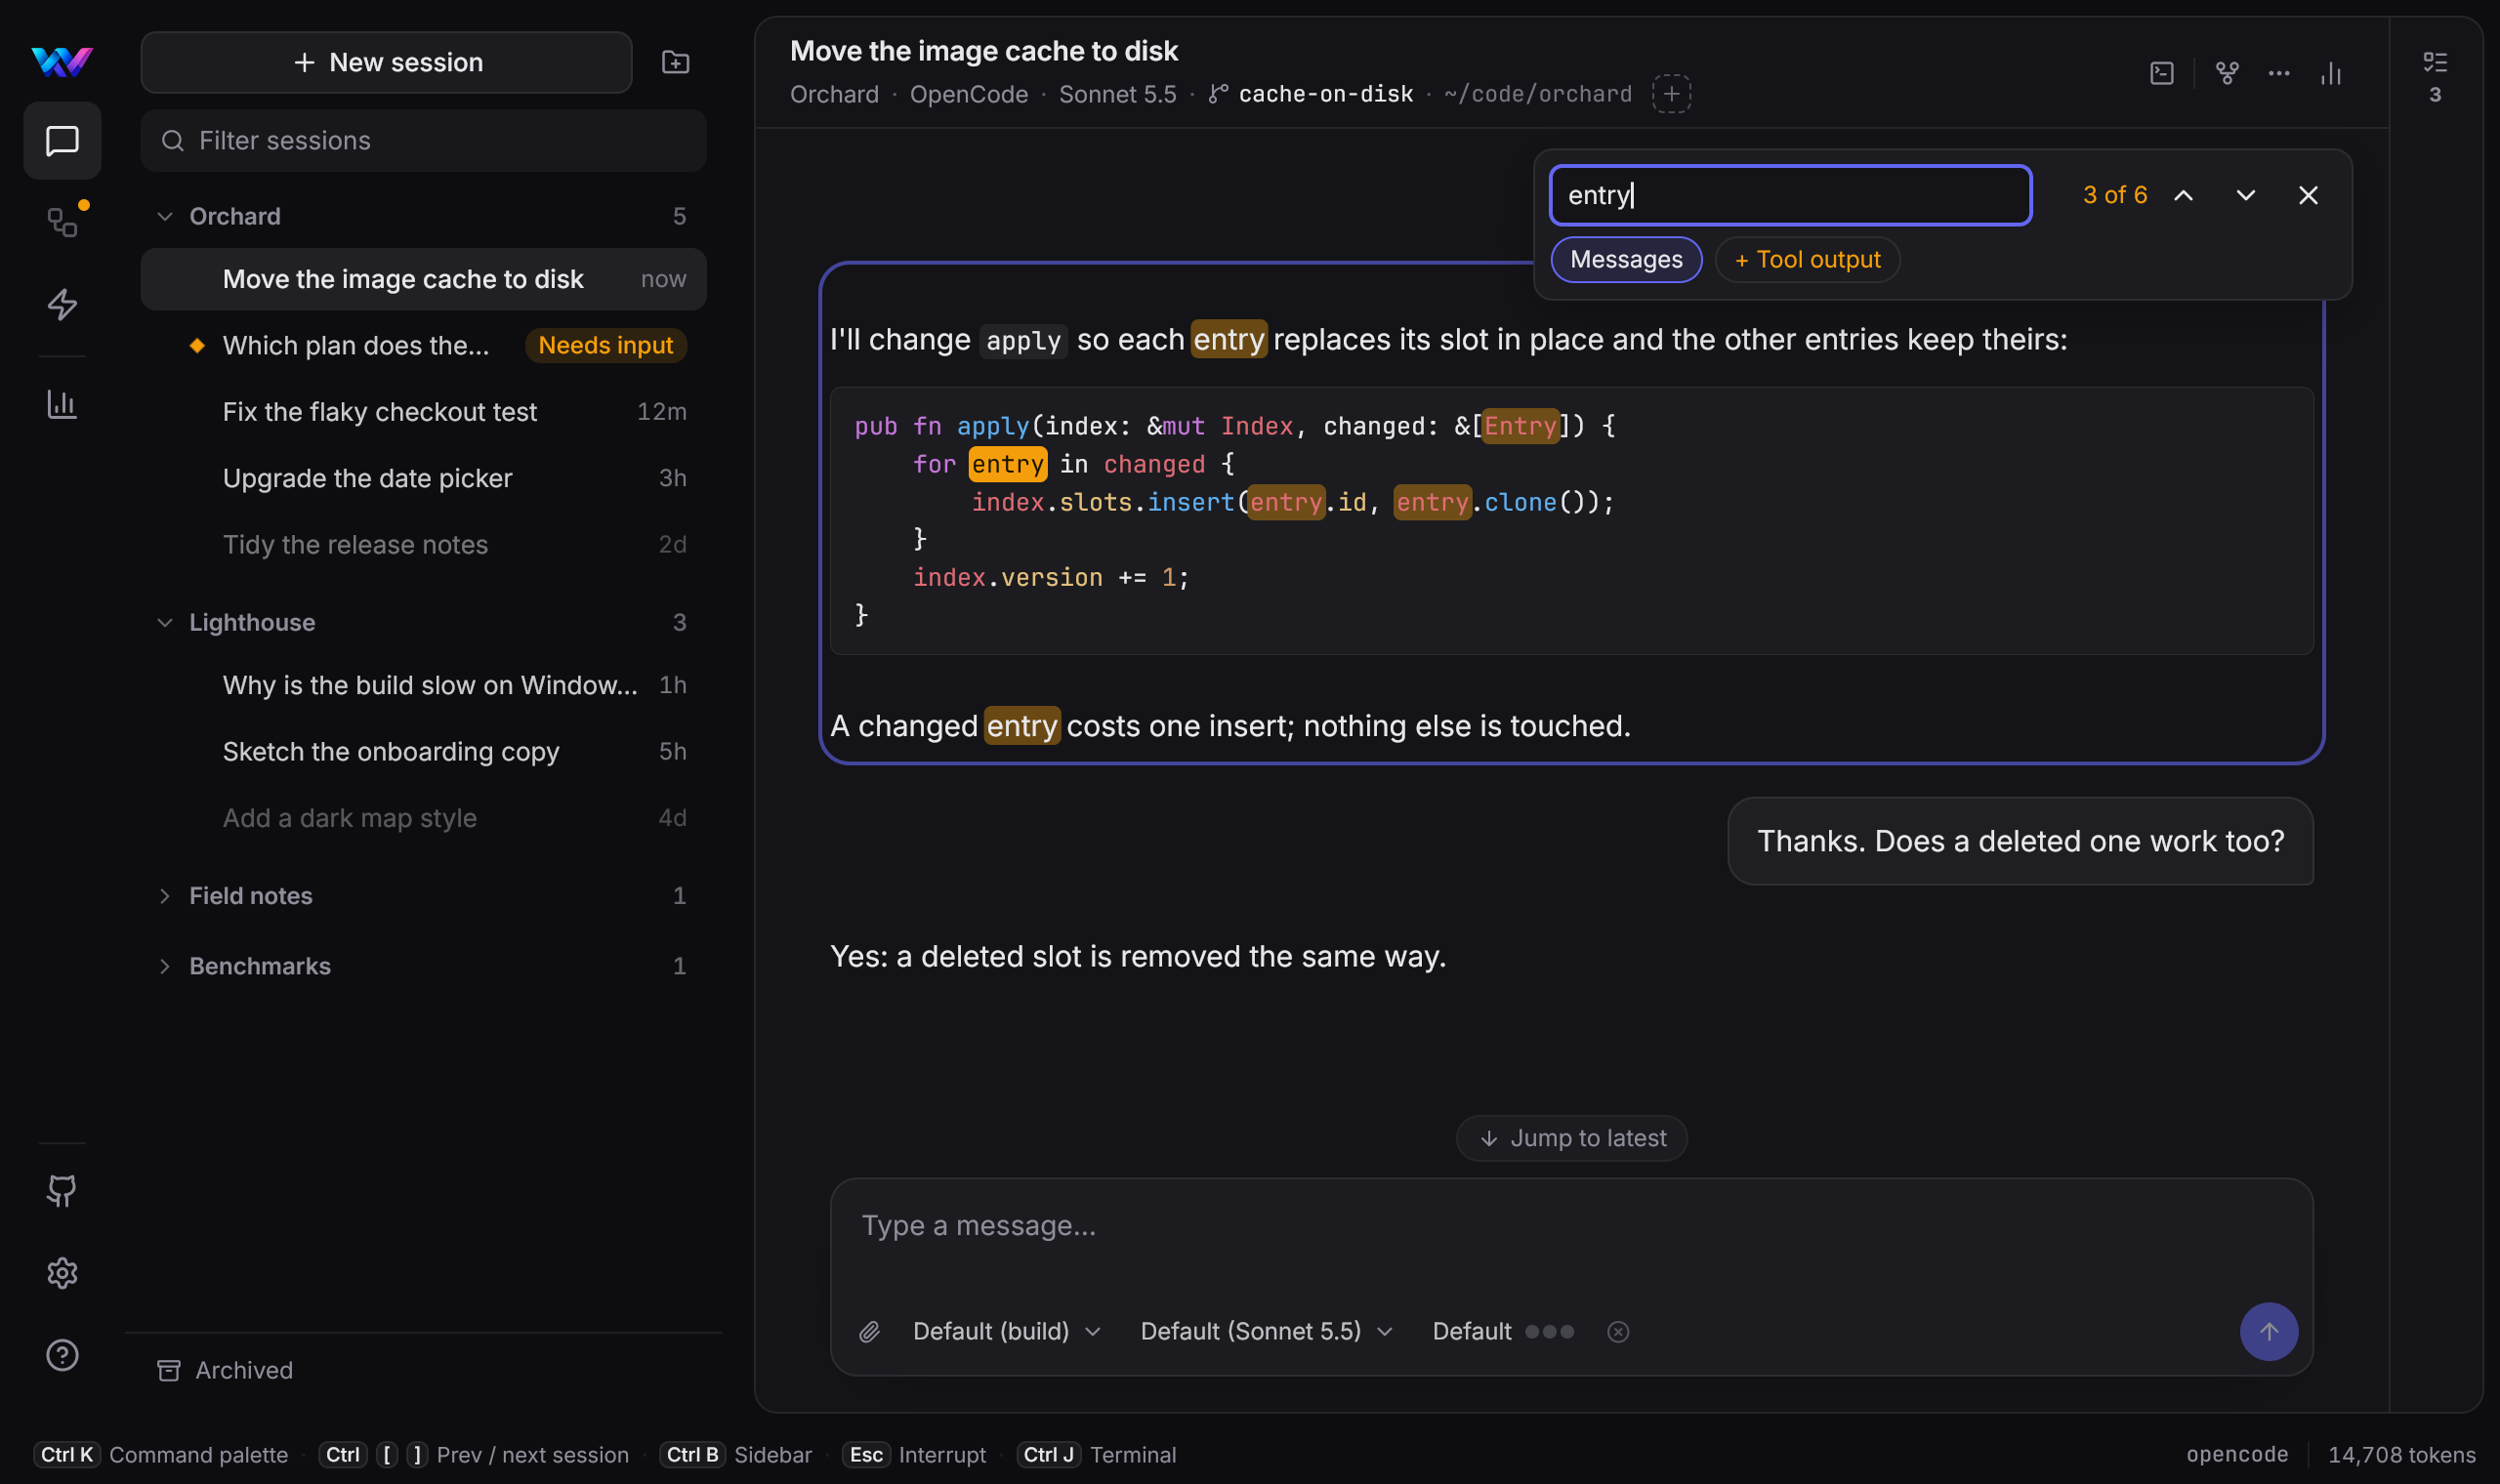 New session
Filter sessions
Orchard 5
Move the image cache to disk now
Which plan does the... Needs input
Fix the flaky checkout test 12m
Upgrade the date picker 3h
Tidy the release notes 2d
Lighthouse 3
Why is the build slow on Window... 1h
Sketch the onboarding copy 5h
Add a dark map style 4d
Field notes 1
Benchmarks 1
Archived
Move the image cache to disk
Orchard · OpenCode · Sonnet 5.5 · cache-on-disk · ~/code/orchard
3
entry 3 of 6
Messages + Tool output
I'll change apply so each entry replaces its slot in place and the other entries keep theirs:
pub fn apply(index: &mut Index, changed: &[Entry]) {
    for entry in changed {
        index.slots.insert(entry.id, entry.clone());
    }
    index.version += 1;
}
A changed entry costs one insert; nothing else is touched.
Thanks. Does a deleted one work too?
Yes: a deleted slot is removed the same way.
Jump to latest
Type a message...
Default (build) Default (Sonnet 5.5) Default
Ctrl K Command palette · Ctrl [ ] Prev / next session · Ctrl B Sidebar · Esc Interrupt · Ctrl J Terminal
opencode 14,708 tokens